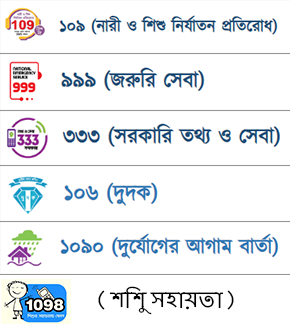 109
১০৯ (নারী ও শিশু নির্যাতন প্রতিরোধ)
NATIONAL
EMERGENCY
SERVICE
999
৯৯৯ (জরুরি সেবা)
333
৩৩৩ (সরকারি তথ্য ও সেবা)
১০৬ (দুদক)
১০৯০ (দুর্যোগের আগাম বার্তা)
1098
( শিশু সহায়তা )